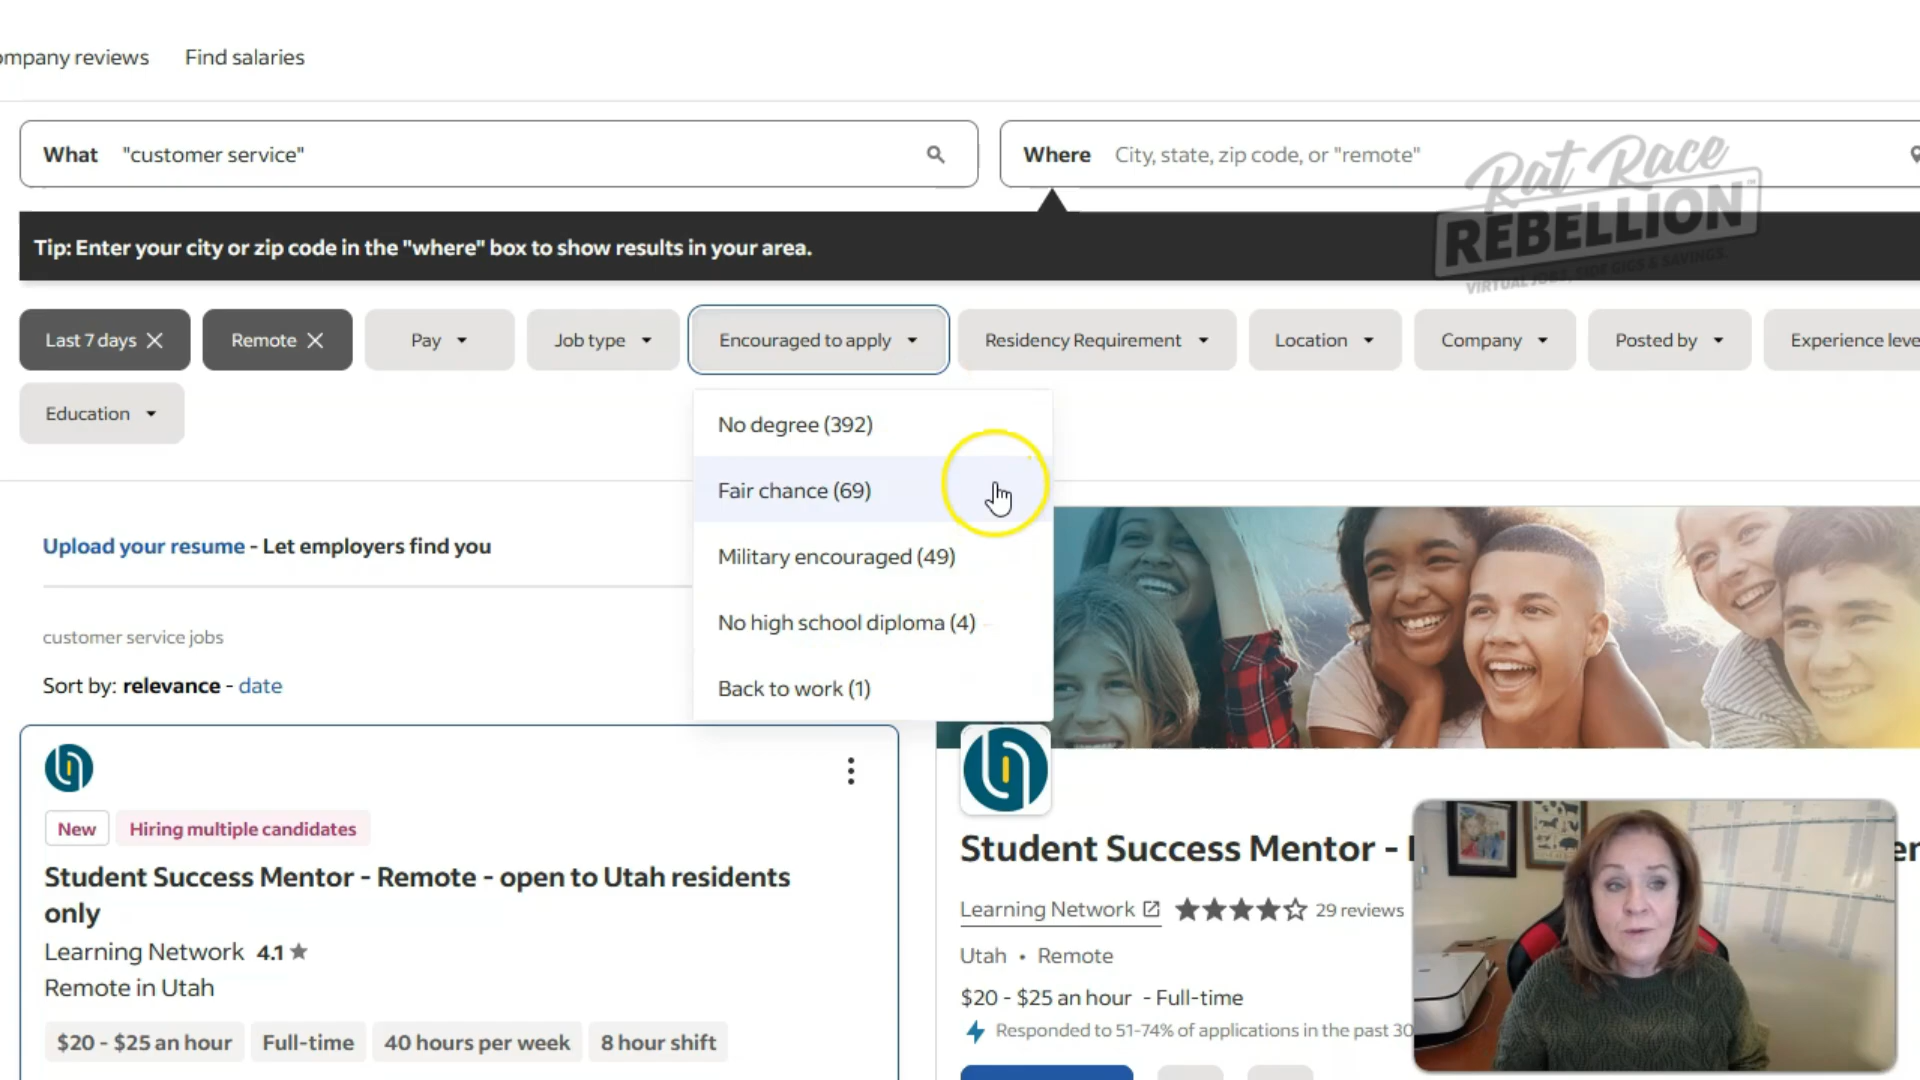 ompany reviews Find salaries
What "customer service"
Where City, state, zip code, or "remote"
Rat Race
REBELLION™
VIRTUAL JOBS, SIDE GIGS & SAVINGS.
Tip: Enter your city or zip code in the "where" box to show results in your area.
Last 7 days Remote Pay Job type Encouraged to apply Residency Requirement Location Company Posted by Experience leve
Education
No degree (392)
Fair chance (69)
Military encouraged (49)
No high school diploma (4)
Back to work (1)
Upload your resume - Let employers find you
customer service jobs
Sort by: relevance - date
New Hiring multiple candidates
Student Success Mentor - Remote - open to Utah residents
only
Learning Network 4.1
Remote in Utah
$20 - $25 an hour Full-time 40 hours per week 8 hour shift
Student Success Mentor -
Learning Network 29 reviews
Utah • Remote
$20 - $25 an hour - Full-time
Responded to 51-74% of applications in the past 30